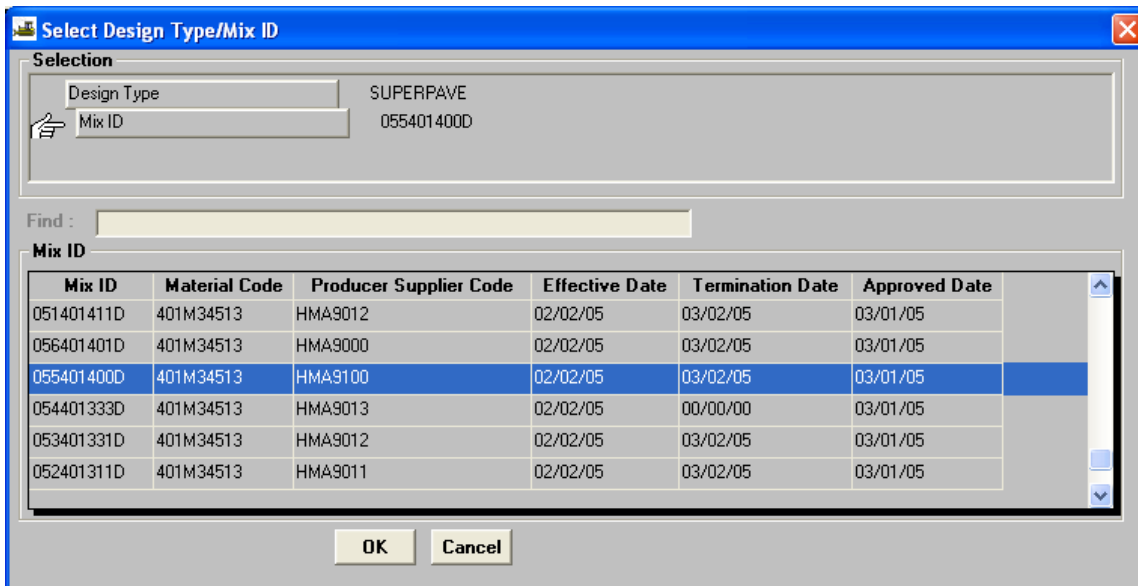 Select Design Type/Mix ID
Selection
Design Type SUPERPAVE
Mix ID 055401400D
Find :
Mix ID
Mix ID Material Code Producer Supplier Code Effective Date Termination Date Approved Date
051401411D 401M34513 HMA9012 02/02/05 03/02/05 03/01/05
056401401D 401M34513 HMA9000 02/02/05 03/02/05 03/01/05
055401400D 401M34513 HMA9100 02/02/05 03/02/05 03/01/05
054401333D 401M34513 HMA9013 02/02/05 00/00/00 03/01/05
053401331D 401M34513 HMA9012 02/02/05 03/02/05 03/01/05
052401311D 401M34513 HMA9011 02/02/05 03/02/05 03/01/05
OK Cancel